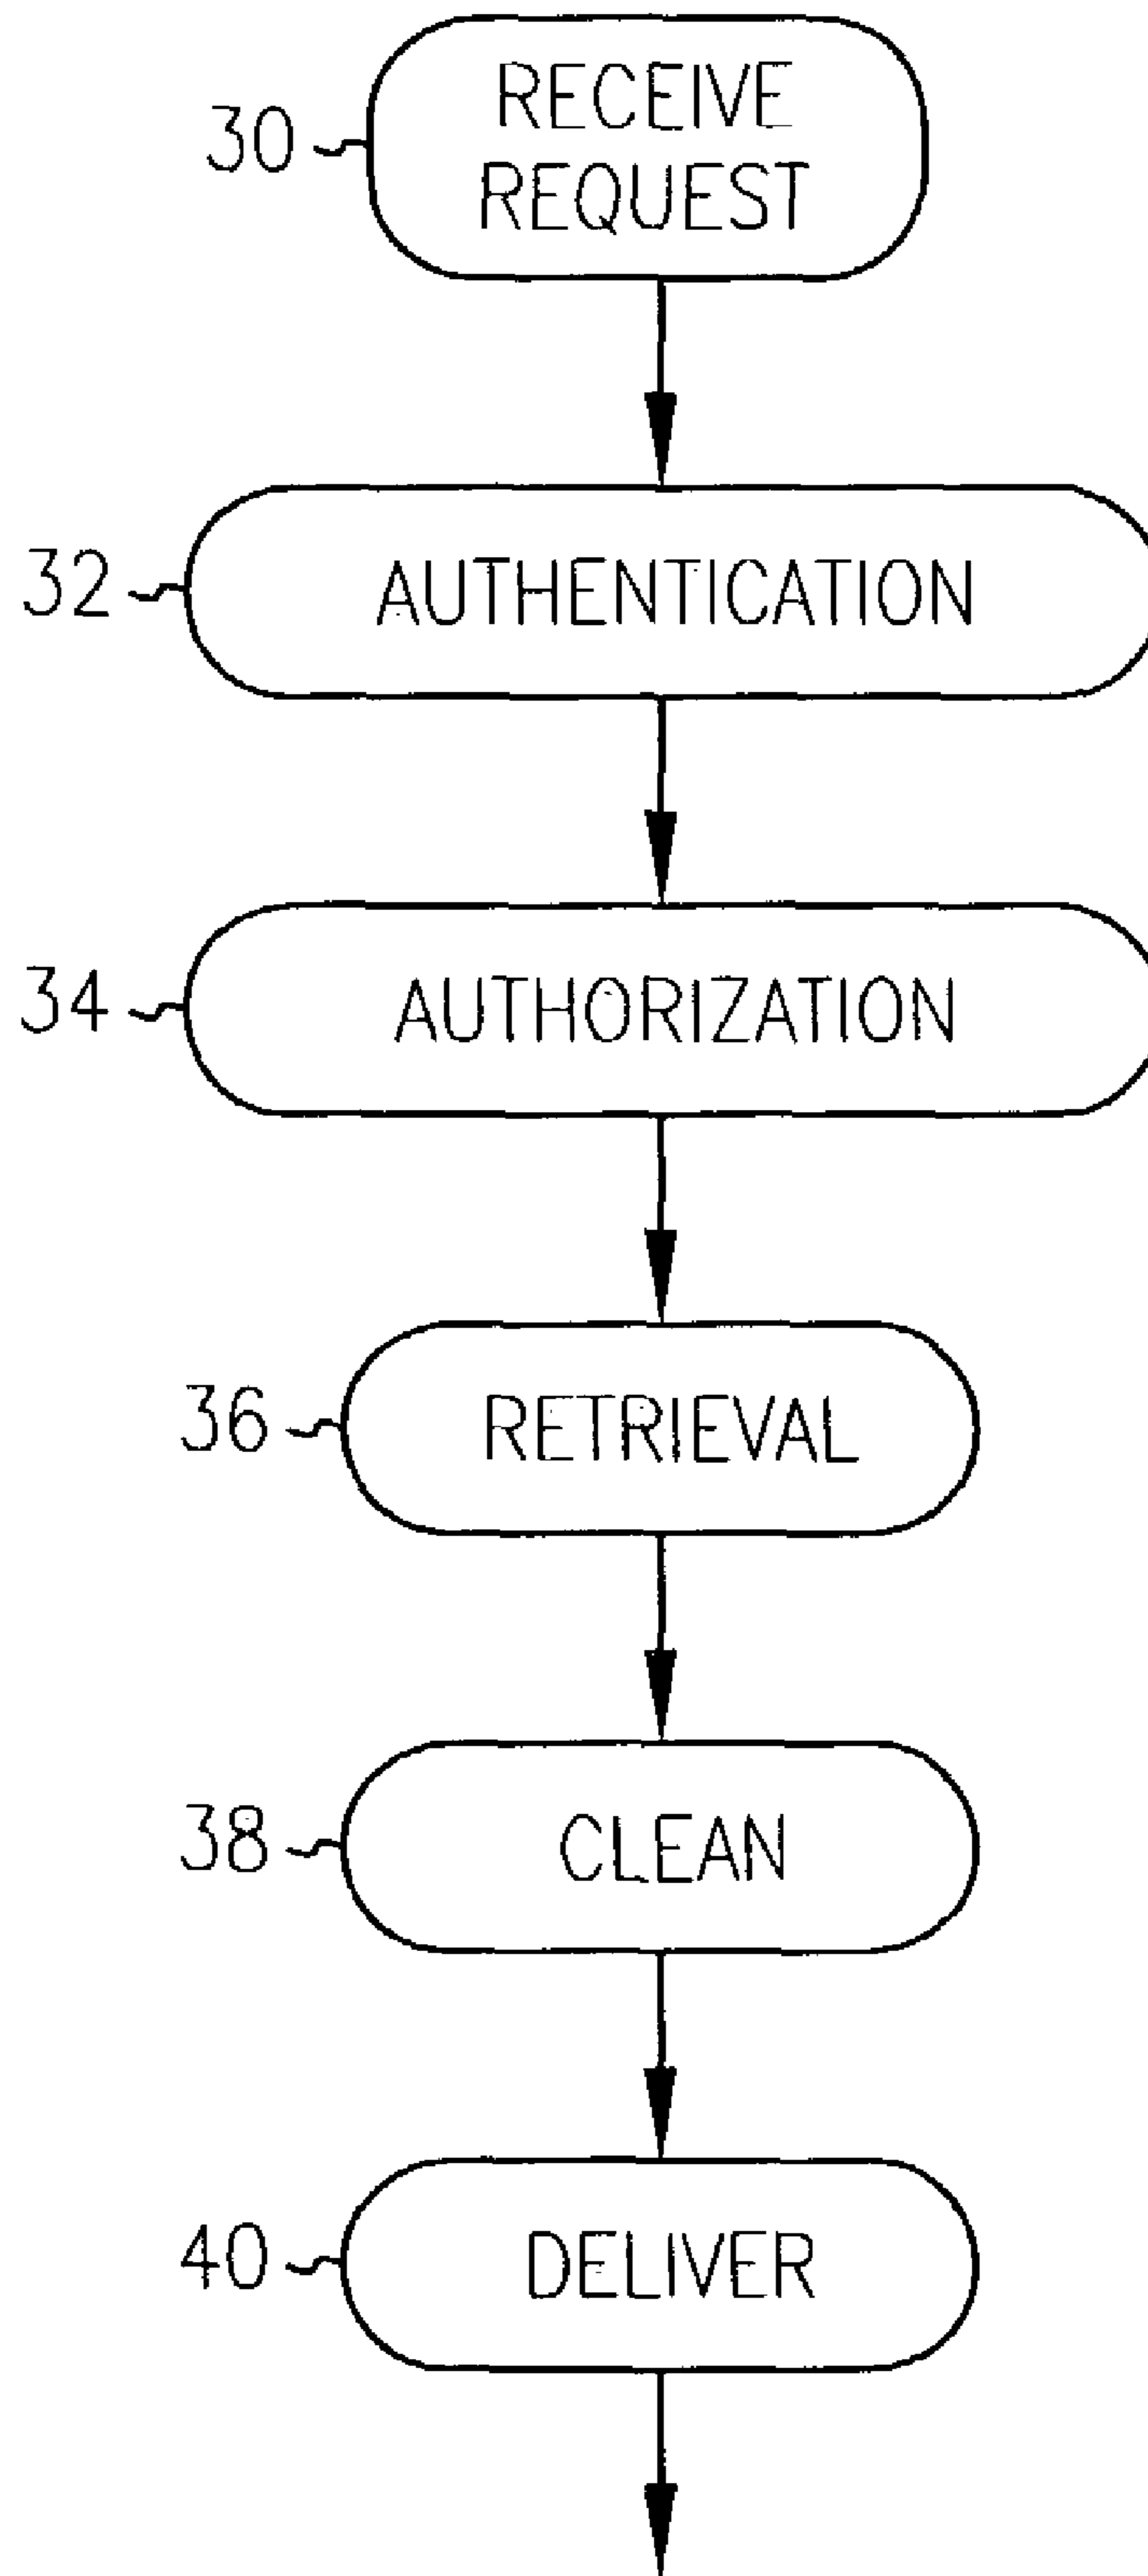 RECEIVE
30
REQUEST
32
AUTHENTICATION
34
AUTHORIZATION
36
RETRIEVAL
38
CLEAN
40
DELIVER